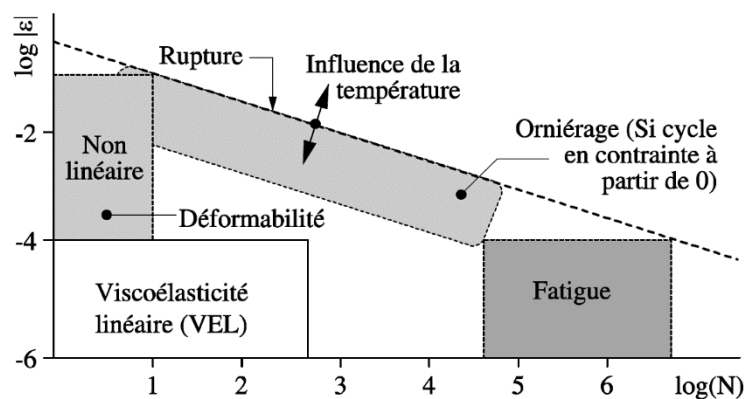 log |ε|
Rupture
Influence de la
température
-2
Orniérage (Si cycle
en contrainte à
partir de 0)
Non
linéaire
Déformabilité
-4
Viscoélasticité
linéaire (VEL)
Fatigue
-6
1 2 3 4 5 6 log(N)